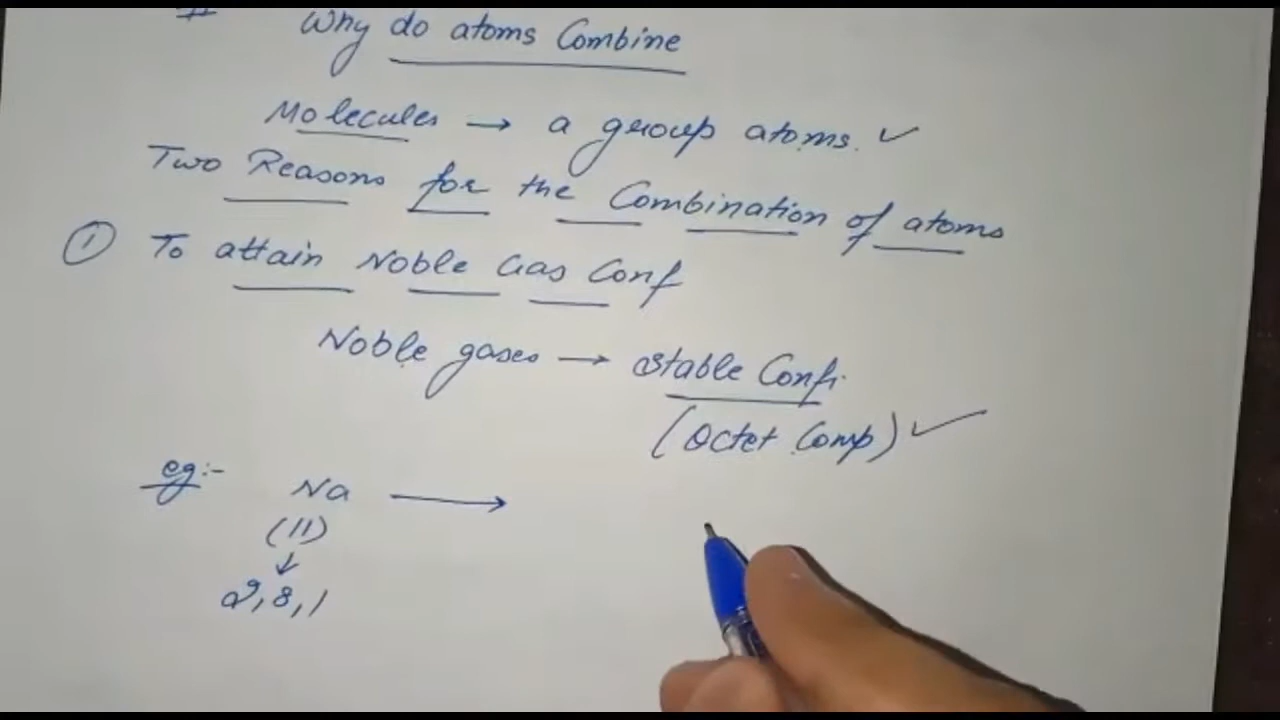 Why do atoms Combine
Molecules → a group atoms. ✓
Two Reasons for the Combination of atoms
① To attain Noble Gas Conf
Noble gases → Stable Conf.
(Octet Comp) ✓
eg:- Na →
(11)
↓
2,8,1